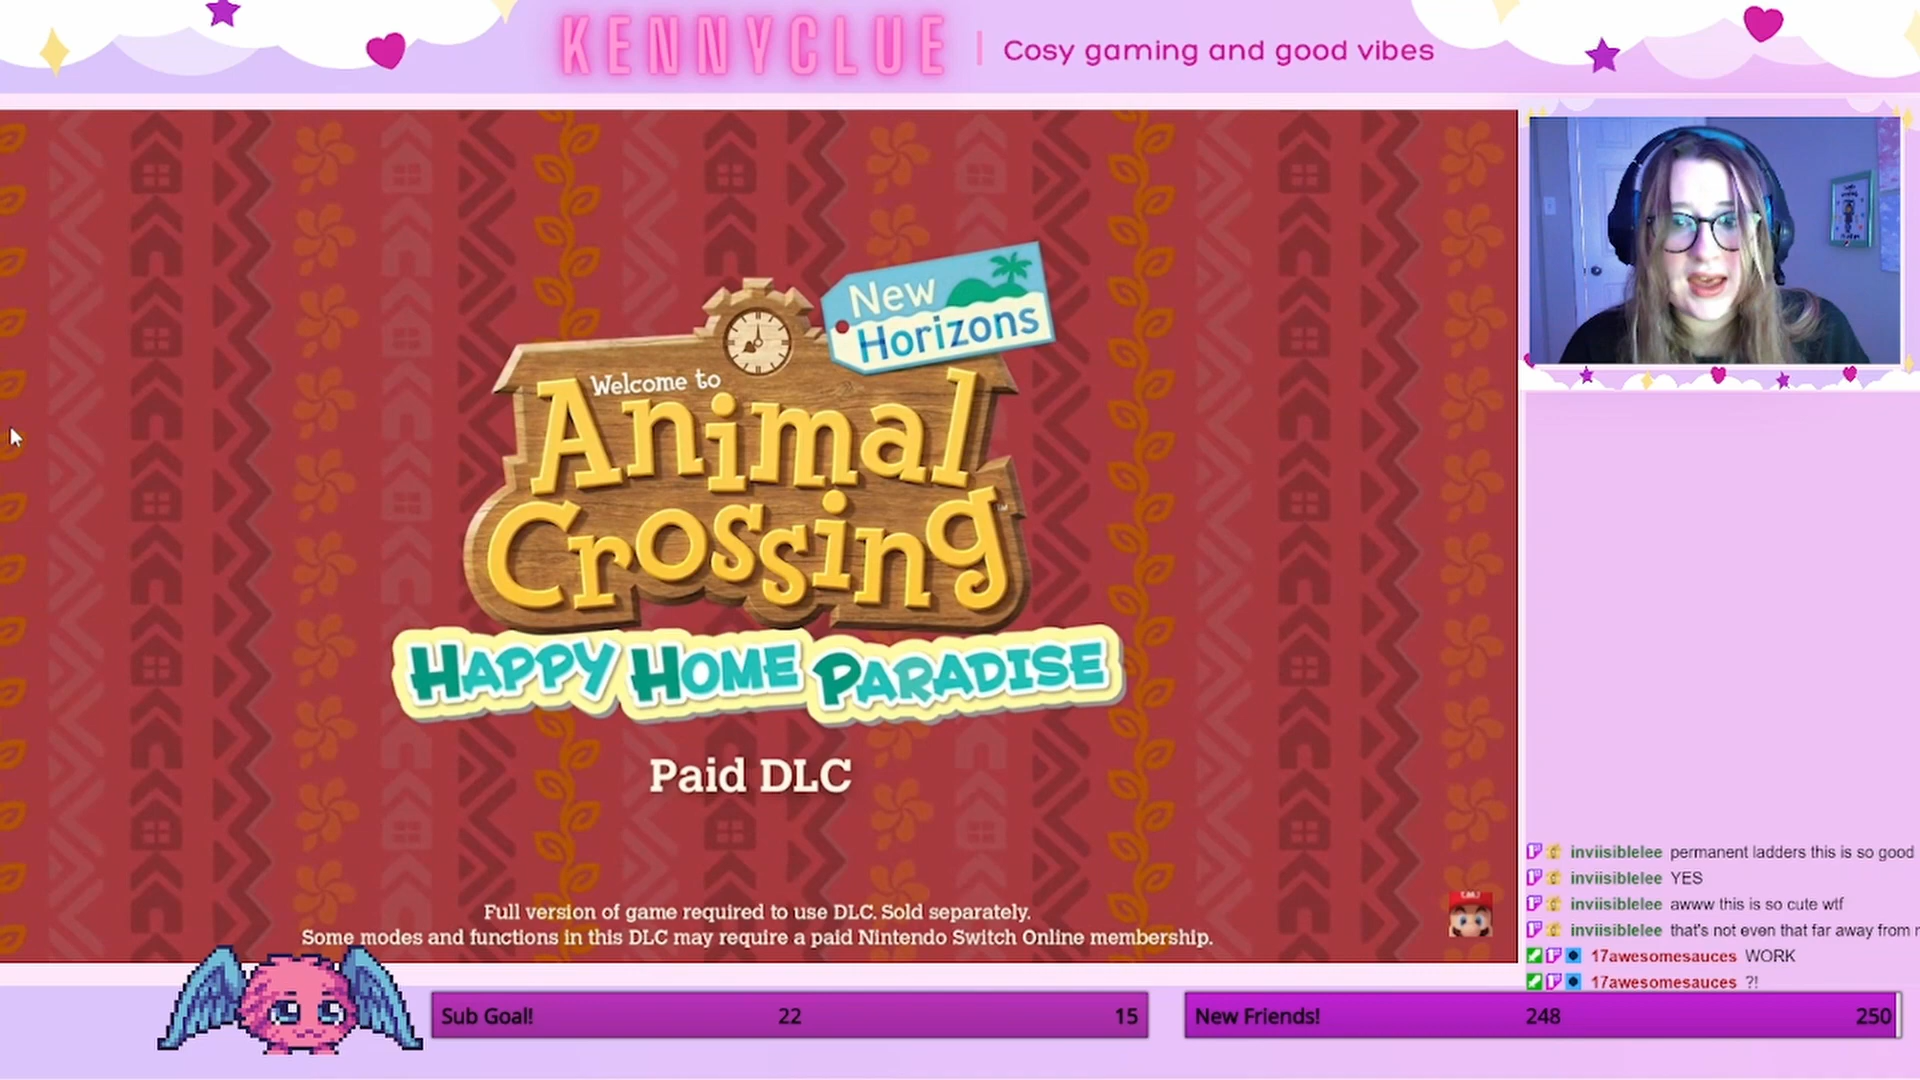 KENNYCLUE | Cosy gaming and good vibes
New
Horizons
Welcome to
Animal
Crossing
™
HAPPY HOME PARADISE
Paid DLC
Full version of game required to use DLC. Sold separately.
Some modes and functions in this DLC may require a paid Nintendo Switch Online membership.
inviisiblelee permanent ladders this is so good
inviisiblelee YES
inviisiblelee awww this is so cute wtf
inviisiblelee that's not even that far away from
17awesomesauces WORK
17awesomesauces ?!
Sub Goal! 22 15
New Friends! 248 250